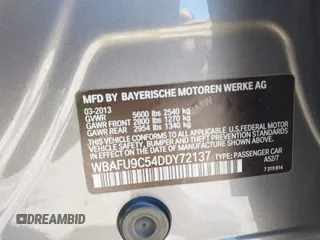 MFD BY BAYERISCHE MOTOREN WERKE AG
03-2013
GVWR 5600 lbs 2540 kg
GAWR FRONT 2800 lbs 1270 kg
GAWR REAR 2954 lbs 1340 kg
THIS VEHICLE CONFORMS TO ALL APPLICABLE
U.S. FEDERAL MOTOR VEHICLE SAFETY, BUMPER
AND THEFT PREVENTION STANDARDS IN EFFECT
ON THE DATE OF MANUFACTURE SHOWN ABOVE.
WBAFU9C54DDY72137
TYPE: PASSENGER CAR
A52/7
DREAMBID
DREAMBID.COM